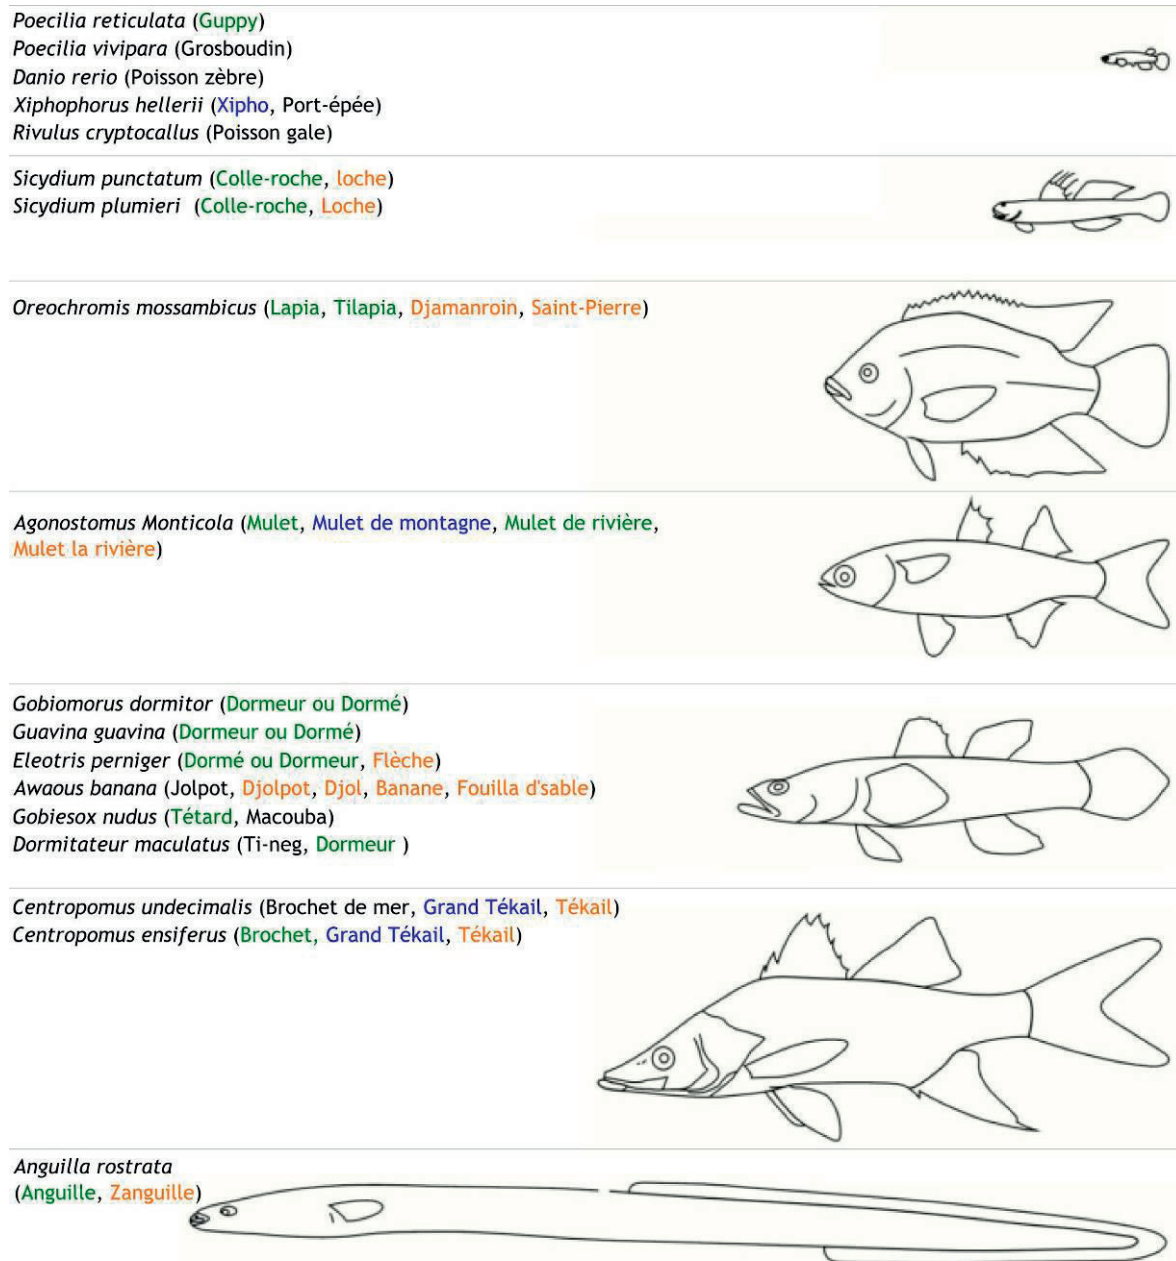 Poecilia reticulata (Guppy)
Poecilia vivipara (Grosboudin)
Danio rerio (Poisson zèbre)
Xiphophorus hellerii (Xipho, Port-épée)
Rivulus cryptocallus (Poisson gale)
Sicydium punctatum (Colle-roche, loche)
Sicydium plumieri (Colle-roche, Loche)
Oreochromis mossambicus (Lapia, Tilapia, Djamanroin, Saint-Pierre)
Agonostomus Monticola (Mulet, Mulet de montagne, Mulet de rivière,
Mulet la rivière)
Gobiomorus dormitor (Dormeur ou Dormé)
Guavina guavina (Dormeur ou Dormé)
Eleotris perniger (Dormé ou Dormeur, Flèche)
Awaous banana (Jolpot, Djolpot, Djol, Banane, Fouilla d'sable)
Gobiesox nudus (Tétard, Macouba)
Dormitateur maculatus (Ti-neg, Dormeur )
Centropomus undecimalis (Brochet de mer, Grand Tékail, Tékail)
Centropomus ensiferus (Brochet, Grand Tékail, Tékail)
Anguilla rostrata
(Anguille, Zanguille)